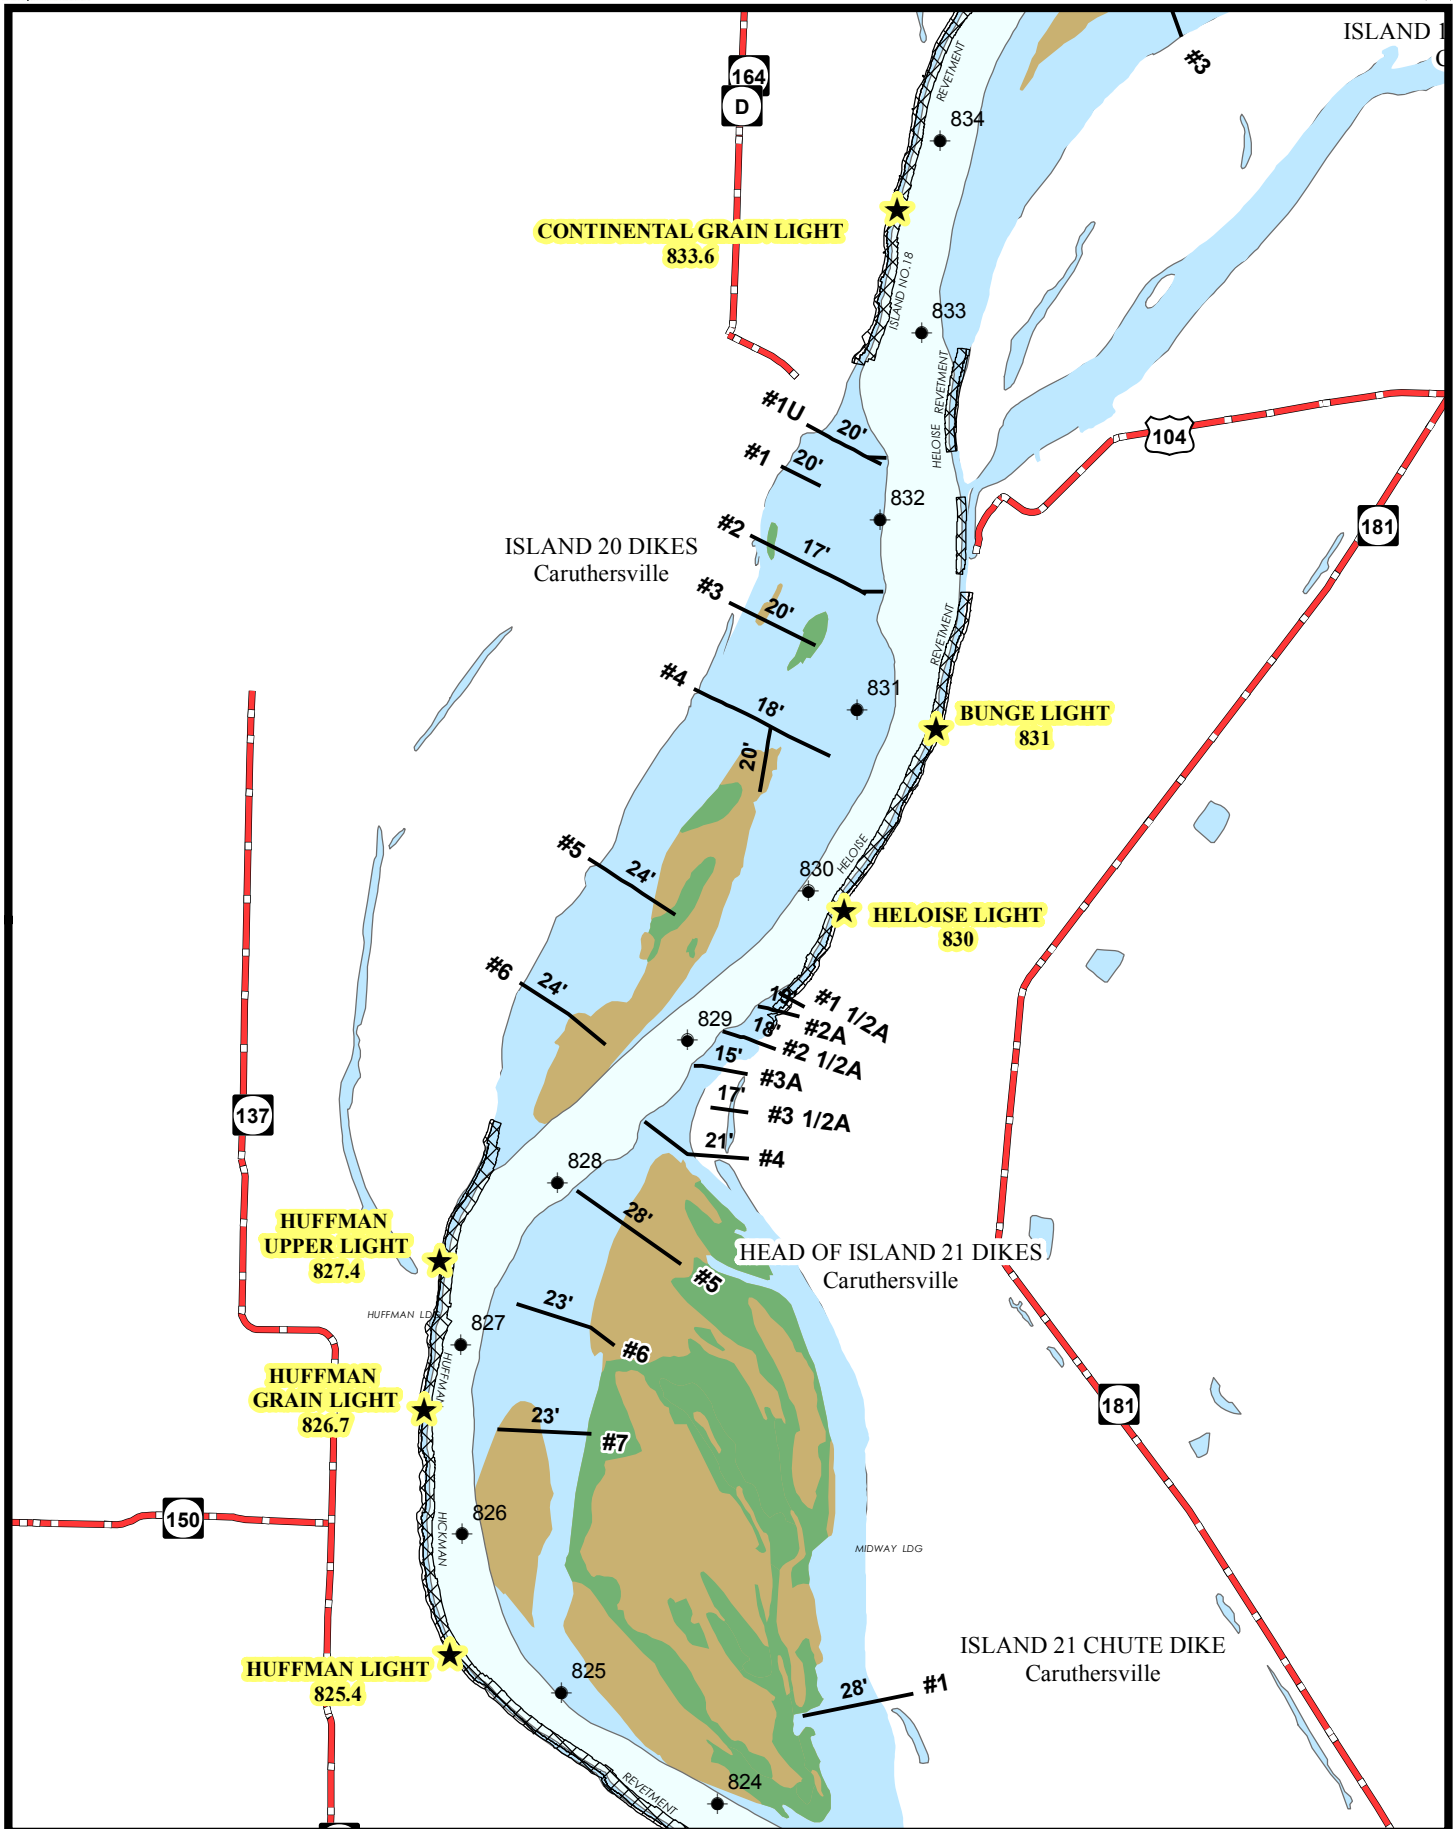 ISLAND 1
C
#3
REVETMENT
164
D
834
CONTINENTAL GRAIN LIGHT
833.6
ISLAND NO.18
833
HELOISE REVETMENT
#1U
20'
#1
20'
104
832
181
#2
17'
ISLAND 20 DIKES
Caruthersville
#3
20'
REVETMENT
#4
18'
20'
831
BUNGE LIGHT
831
#5
24'
830
HELOISE
HELOISE LIGHT
830
#6
24'
829
#1 1/2A
#2A
18'
#2 1/2A
15'
#3A
17'
#3 1/2A
21'
#4
137
828
28'
#5
HUFFMAN
UPPER LIGHT
827.4
HEAD OF ISLAND 21 DIKES
Caruthersville
HUFFMAN LDG
827
23'
#6
HUFFMAN
HUFFMAN
GRAIN LIGHT
826.7
181
23'
#7
150
826
HICKMAN
MIDWAY LDG
ISLAND 21 CHUTE DIKE
Caruthersville
HUFFMAN LIGHT
825.4
825
28'
#1
REVETMENT
824